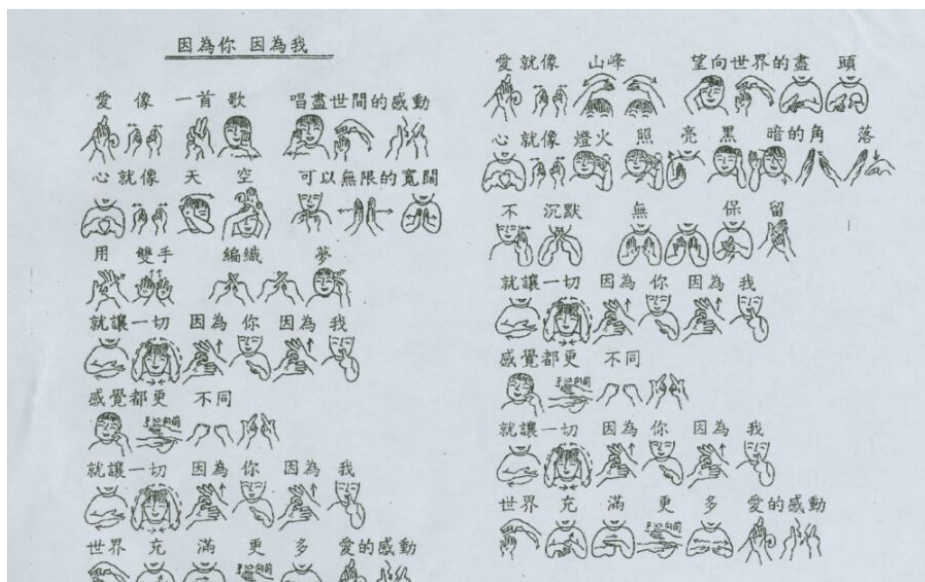 因為你 因為我
愛 像 一首 歌 唱盡世間的感動
心就像 天 空 可以無限的寬闊
用 雙手 編織 夢
就讓一切 因為 你 因為 我
感覺都更 不同
就讓一切 因為 你 因為 我
世界 充 滿 更 多 愛的感動
愛就像 山峰 望向世界的盡 頭
心 就像 燈火 照 亮 黑 暗的角 落
不 沉默 無 保 留
就讓一切 因為 你 因為 我
感覺都更 不同
就讓一切 因為 你 因為 我
世界 充 滿 更 多 愛的感動